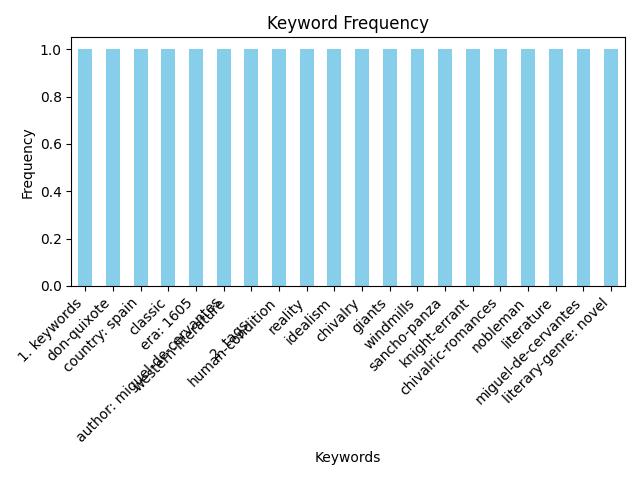 Keyword Frequency
Frequency
1.0
0.8
0.6
0.4
0.2
0.0
1. keywords
don-quixote
country: spain
classic
era: 1605
author: miguel-de-cervantes
western-literature
2. tags
human-condition
reality
idealism
chivalry
giants
windmills
sancho-panza
knight-errant
chivalric-romances
nobleman
literature
miguel-de-cervantes
literary-genre: novel
Keywords